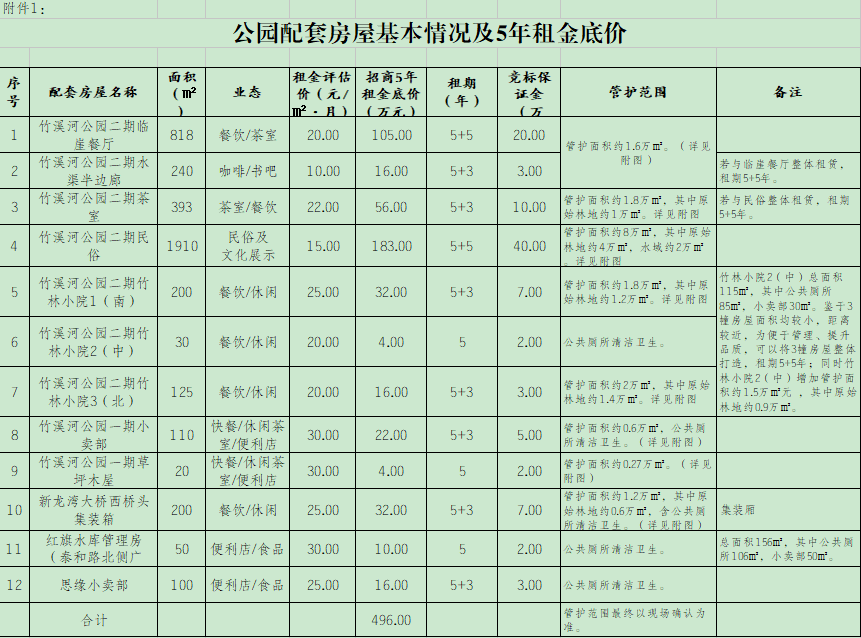 附件1：
公园配套房屋基本情况及5年租金底价
序号 配套房屋名称 面积（㎡） 业态 租金评估价（元/㎡·月） 招商5年租金底价（万元） 租期（年） 竞标保证金（万 管护范围 备注
1 竹溪河公园二期临崖餐厅 818 餐饮/茶室 20.00 105.00 5+5 20.00 管护面积约1.6万㎡。（详见附图）
2 竹溪河公园二期水渠半边廊 240 咖啡/书吧 10.00 16.00 5+3 3.00 若与临崖餐厅整体租赁，租期5+5年。
3 竹溪河公园二期茶室 393 茶室/餐饮 22.00 56.00 5+3 10.00 管护面积约1.8万㎡，其中原始林地约1万㎡。详见附图 若与民俗整体租赁，租期5+5年。
4 竹溪河公园二期民俗 1910 民俗及文化展示 15.00 183.00 5+5 40.00 管护面积约8万㎡，其中原始林地约4万㎡，水域约2万㎡。详见附图
5 竹溪河公园二期竹林小院1（南） 200 餐饮/休闲 25.00 32.00 5+3 7.00 管护面积约1.8万㎡，其中原始林地约1.2万㎡。详见附图 竹林小院2（中）总面积115㎡，其中公共厕所85㎡，小卖部30㎡。鉴于3幢房屋面积均较小，距离较近，为便于管理、提升品质，可以将3幢房屋整体打造，租期5+5年；同时竹林小院2（中）增加管护面积约1.5万㎡元，其中原始林地约0.9万㎡。
6 竹溪河公园二期竹林小院2（中） 30 餐饮/休闲 20.00 4.00 5 2.00 公共厕所清洁卫生。
7 竹溪河公园二期竹林小院3（北） 125 餐饮/休闲 20.00 16.00 5+3 3.00 管护面积约2万㎡，其中原始林地约1.4万㎡。详见附图
8 竹溪河公园一期小卖部 110 快餐/休闲茶室/便利店 30.00 22.00 5+3 5.00 管护面积约0.6万㎡，公共厕所清洁卫生。（详见附图）
9 竹溪河公园一期草坪木屋 20 快餐/休闲茶室/便利店 30.00 4.00 5 2.00 管护面积约0.27万㎡。（详见附图）
10 新龙湾大桥西桥头集装箱 200 餐饮/休闲 25.00 32.00 5+3 7.00 管护面积约1.2万㎡，其中原始林地约0.6万㎡，含公共厕所清洁卫生。（详见附图） 集装厢
11 红旗水库管理房（泰和路北侧广 50 便利店/食品 30.00 10.00 5 2.00 公共厕所清洁卫生。 总面积156㎡，其中公共厕所106㎡，小卖部50㎡。
12 思缘小卖部 100 便利店/食品 25.00 16.00 5+3 3.00 公共厕所清洁卫生。
合计 496.00 管护范围最终以现场确认为准。